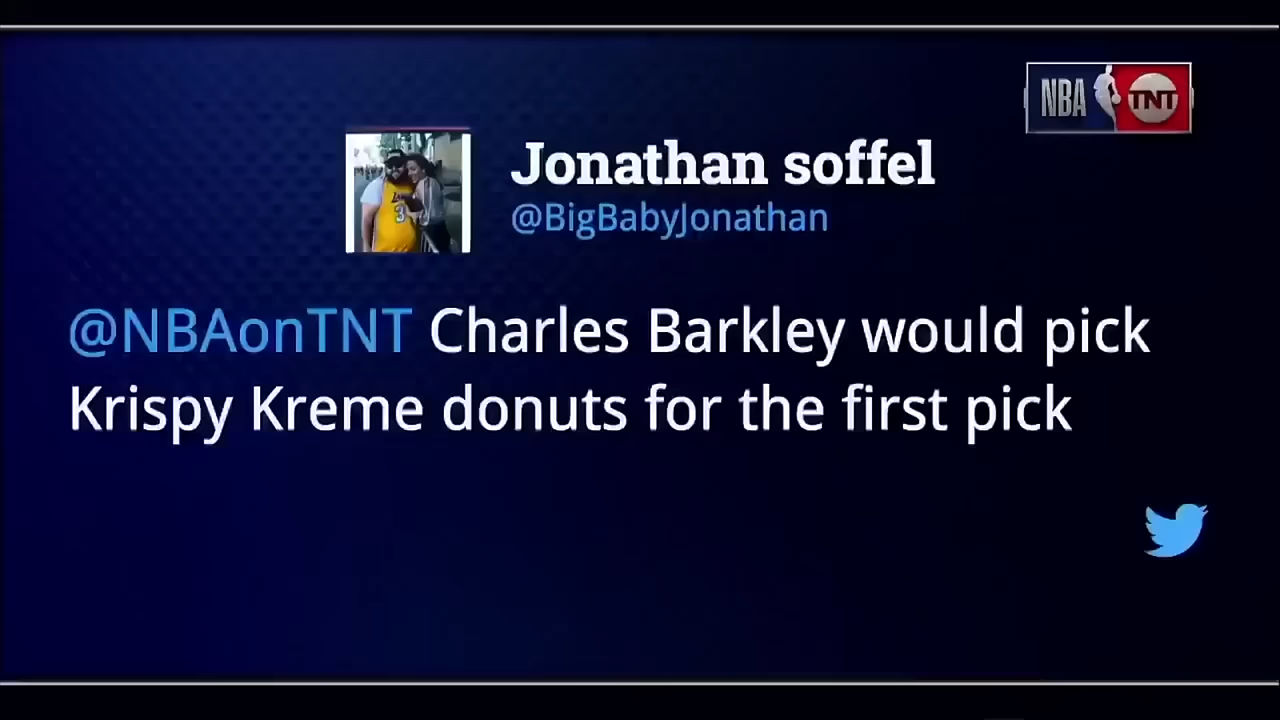 NBA TNT
Jonathan soffel
@BigBabyJonathan
@NBAonTNT Charles Barkley would pick
Krispy Kreme donuts for the first pick